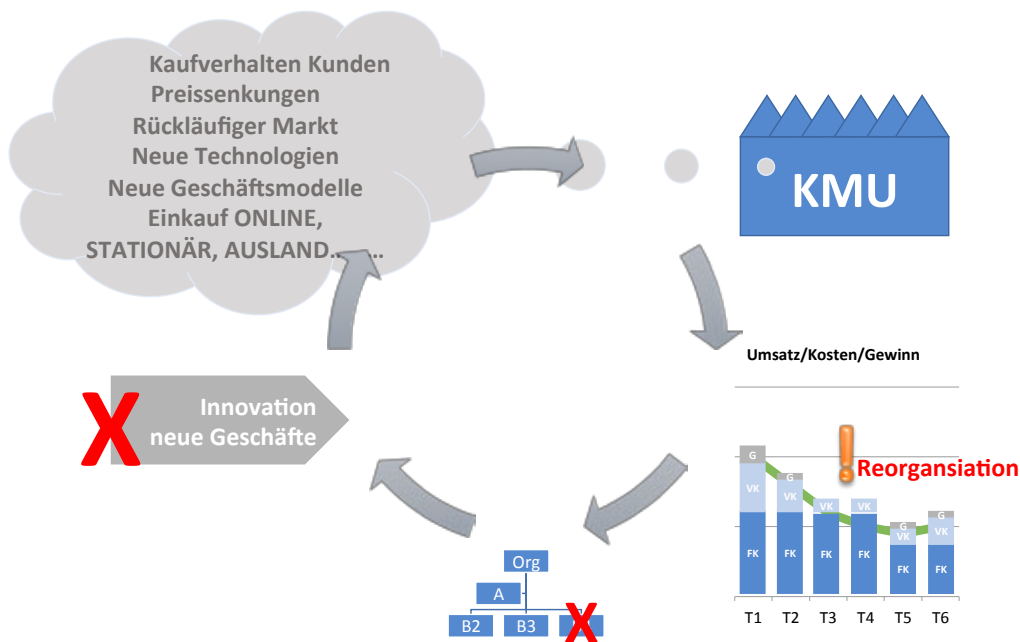 Kaufverhalten Kunden
Preissenkungen
Rückläufiger Markt
Neue Technologien
Neue Geschäftsmodelle
Einkauf ONLINE,
STATIONÄR, AUSLAND........
KMU
Umsatz/Kosten/Gewinn
X
Innovation
neue Geschäfte
!
Reorgansiation
G
VK
G
VK
VK
VK
G
VK
G
VK
FK
FK
FK
FK
FK
FK
T1
T2
T3
T4
T5
T6
Org
A
B2
B3
X